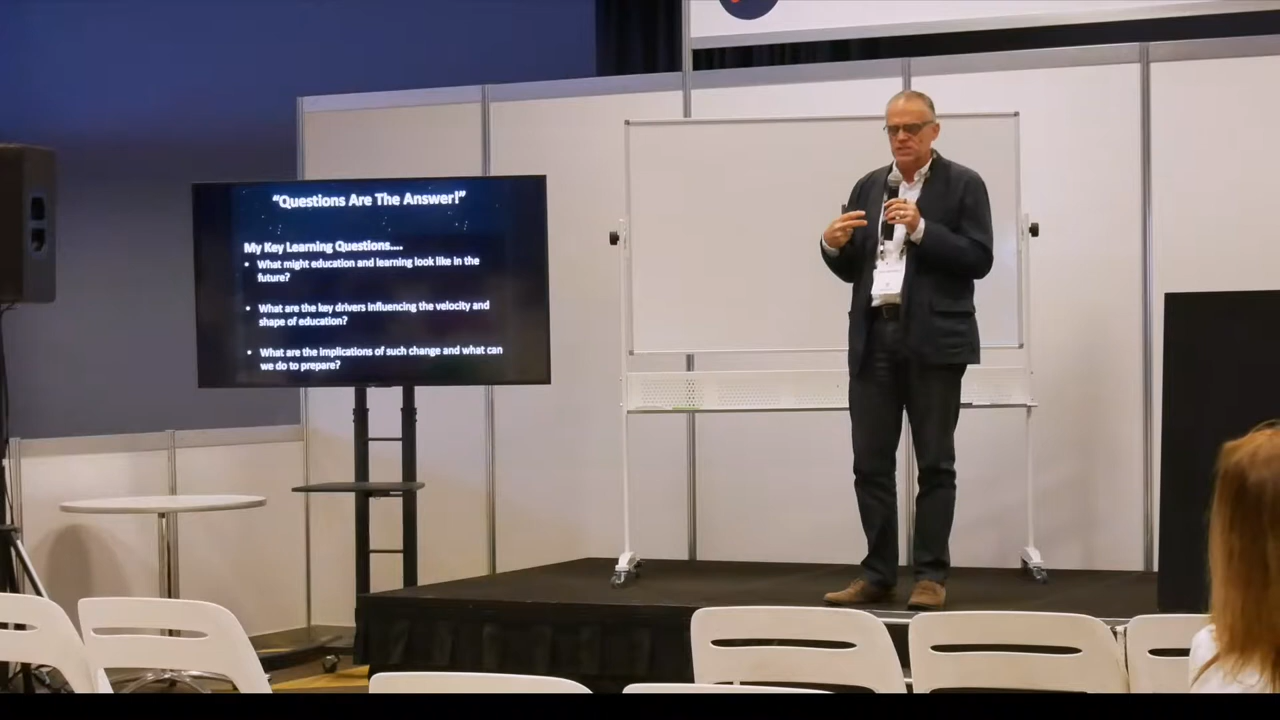 “Questions Are The Answer!”
My Key Learning Questions....
• What might education and learning look like in the
future?
• What are the key drivers influencing the velocity and
shape of education?
• What are the implications of such change and what can
we do to prepare?